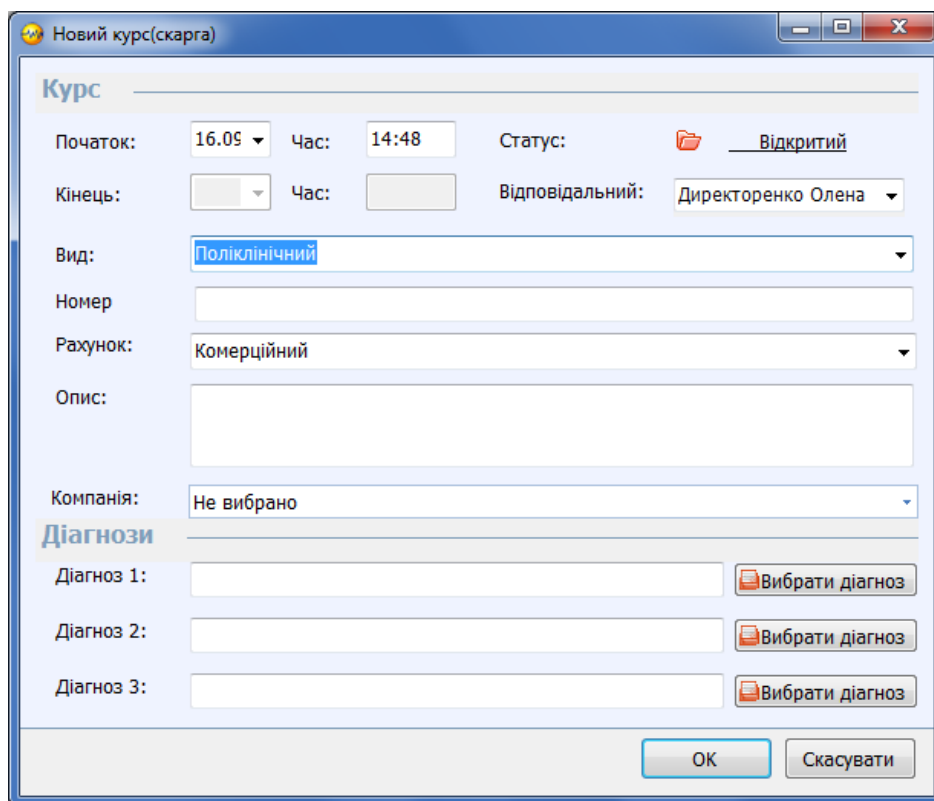 Новий курс(скарга)
Курс
Початок: 16.09 Час: 14:48 Статус: Відкритий
Кінець: Час: Відповідальний: Директоренко Олена
Вид: Поліклінічний
Номер
Рахунок: Комерційний
Опис:
Компанія: Не вибрано
Діагнози
Діагноз 1: Вибрати діагноз
Діагноз 2: Вибрати діагноз
Діагноз 3: Вибрати діагноз
ОК Скасувати